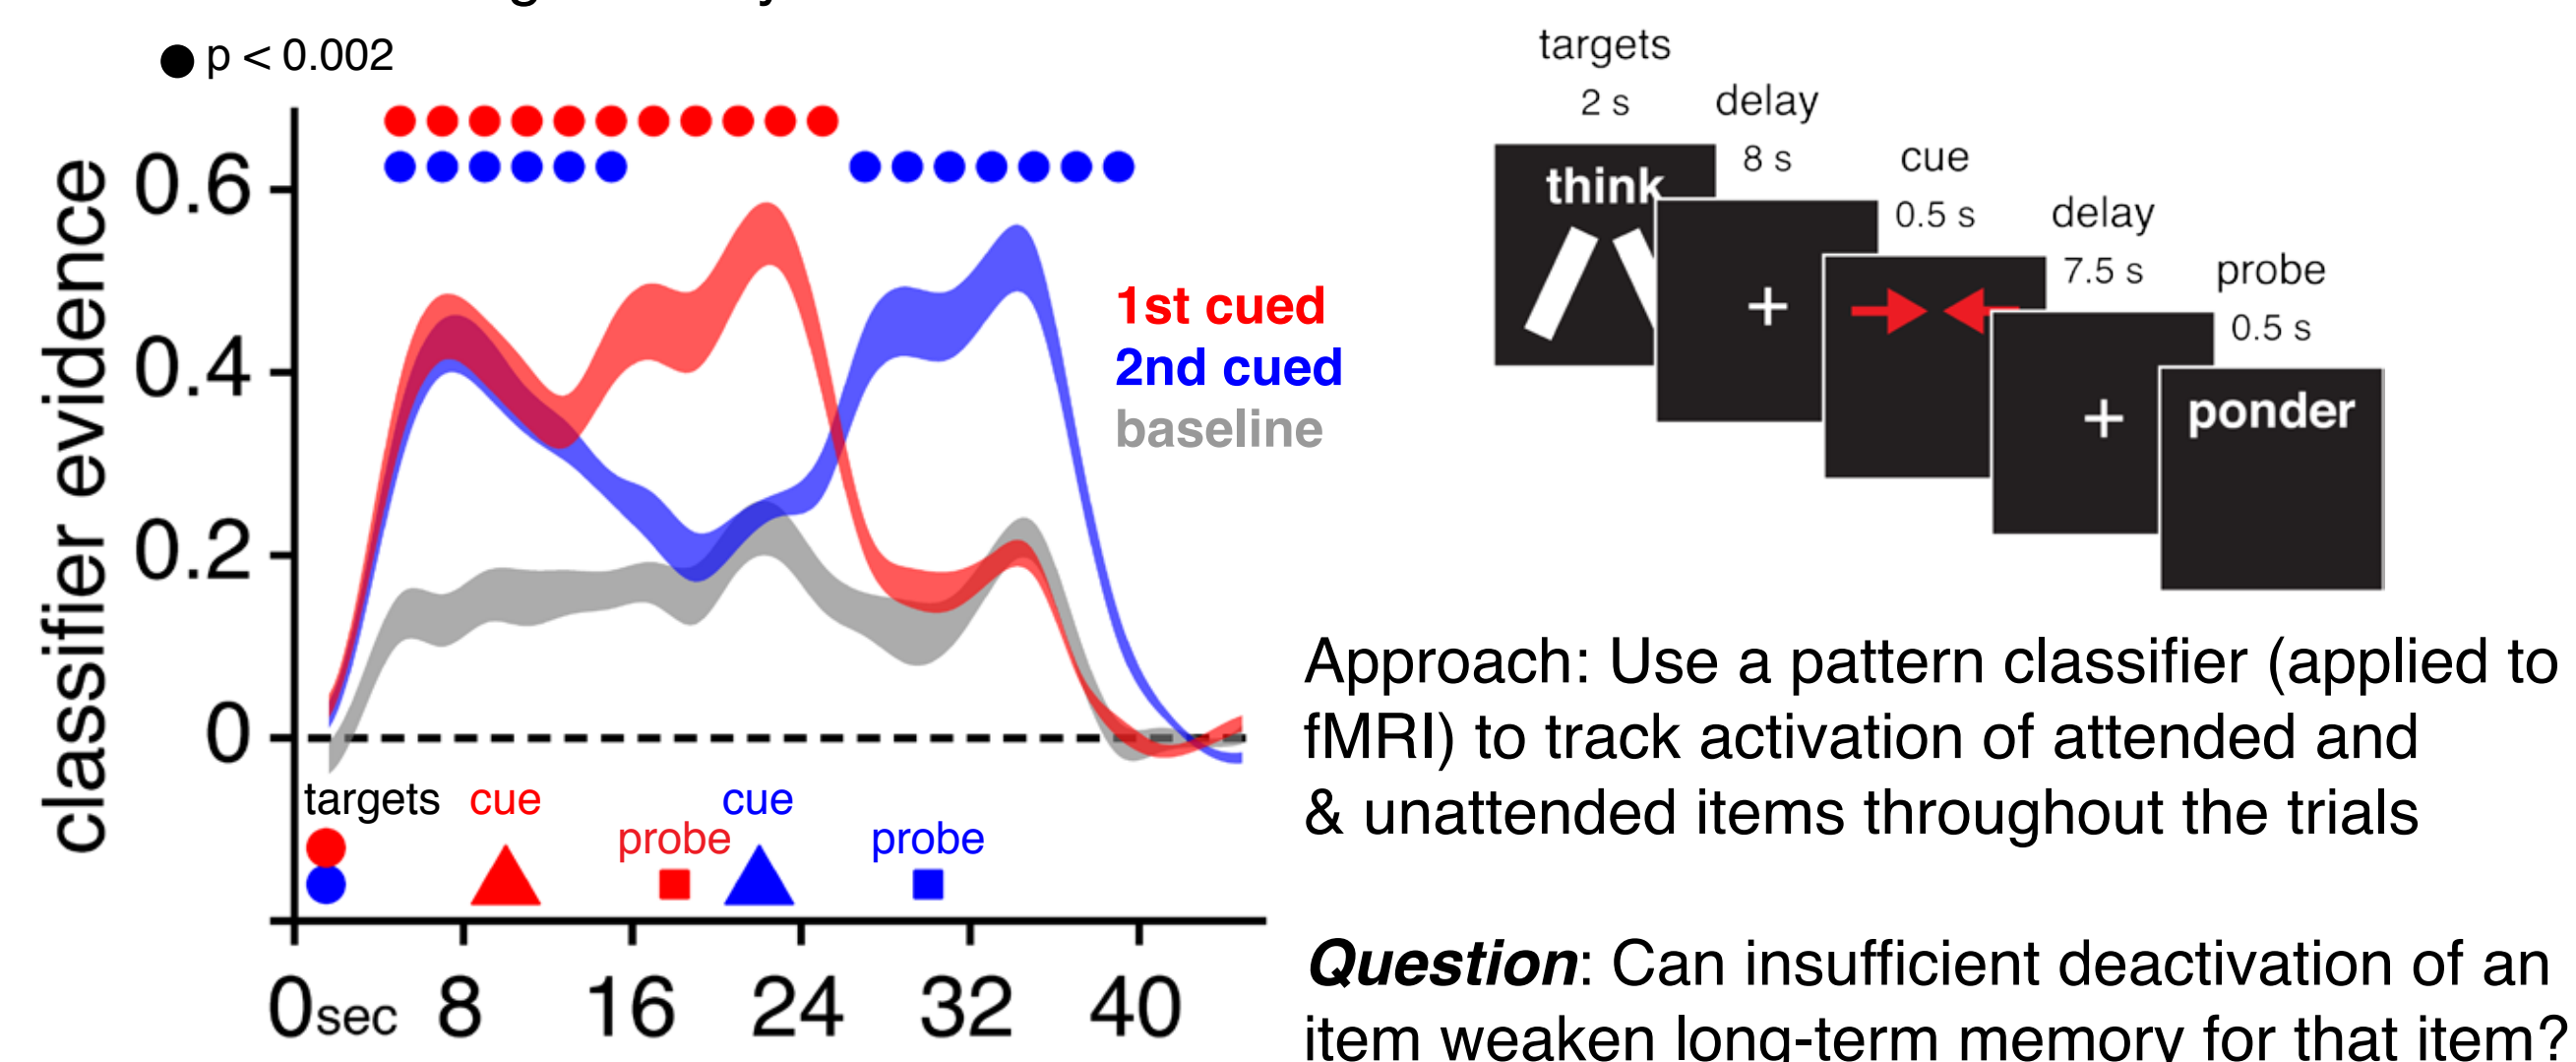 p < 0.002
0.6
0.4
0.2
0
classifier evidence
1st cued
2nd cued
baseline
targets
cue
cue
probe
probe
0sec 8 16 24 32 40
targets
2 s
delay
8 s
cue
0.5 s
delay
7.5 s
probe
0.5 s
think
+
+
ponder
Approach: Use a pattern classifier (applied to
fMRI) to track activation of attended and
& unattended items throughout the trials
Question: Can insufficient deactivation of an
item weaken long-term memory for that item?